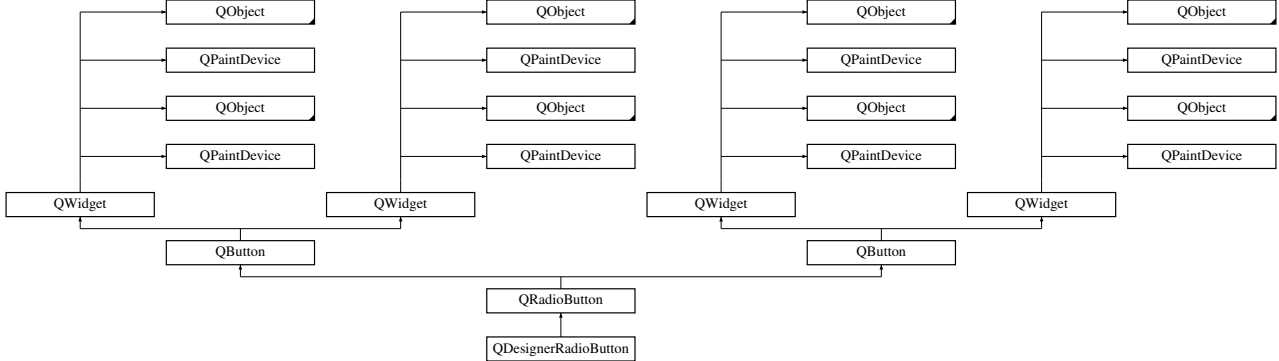 QObject QObject QObject QObject
QPaintDevice QPaintDevice QPaintDevice QPaintDevice
QObject QObject QObject QObject
QPaintDevice QPaintDevice QPaintDevice QPaintDevice
QWidget QWidget QWidget QWidget
QButton QButton
QRadioButton
QDesignerRadioButton